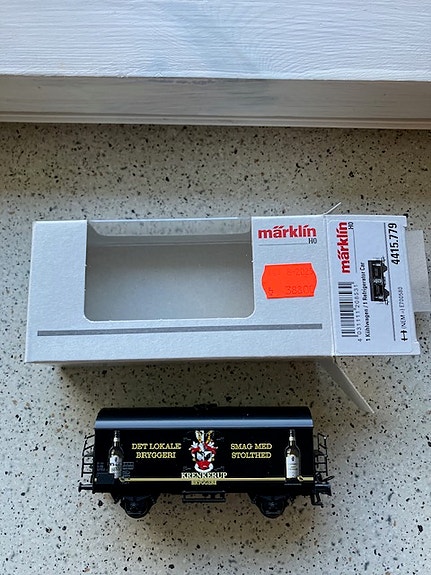 märklin
H0
märklin
H0
4415.779
1 Kühlwagen / 1 Refrigerator Car
DET LOKALE
BRYGGERI
SMAG MED
STOLTHED
KRENKERUP
BRYGGERI